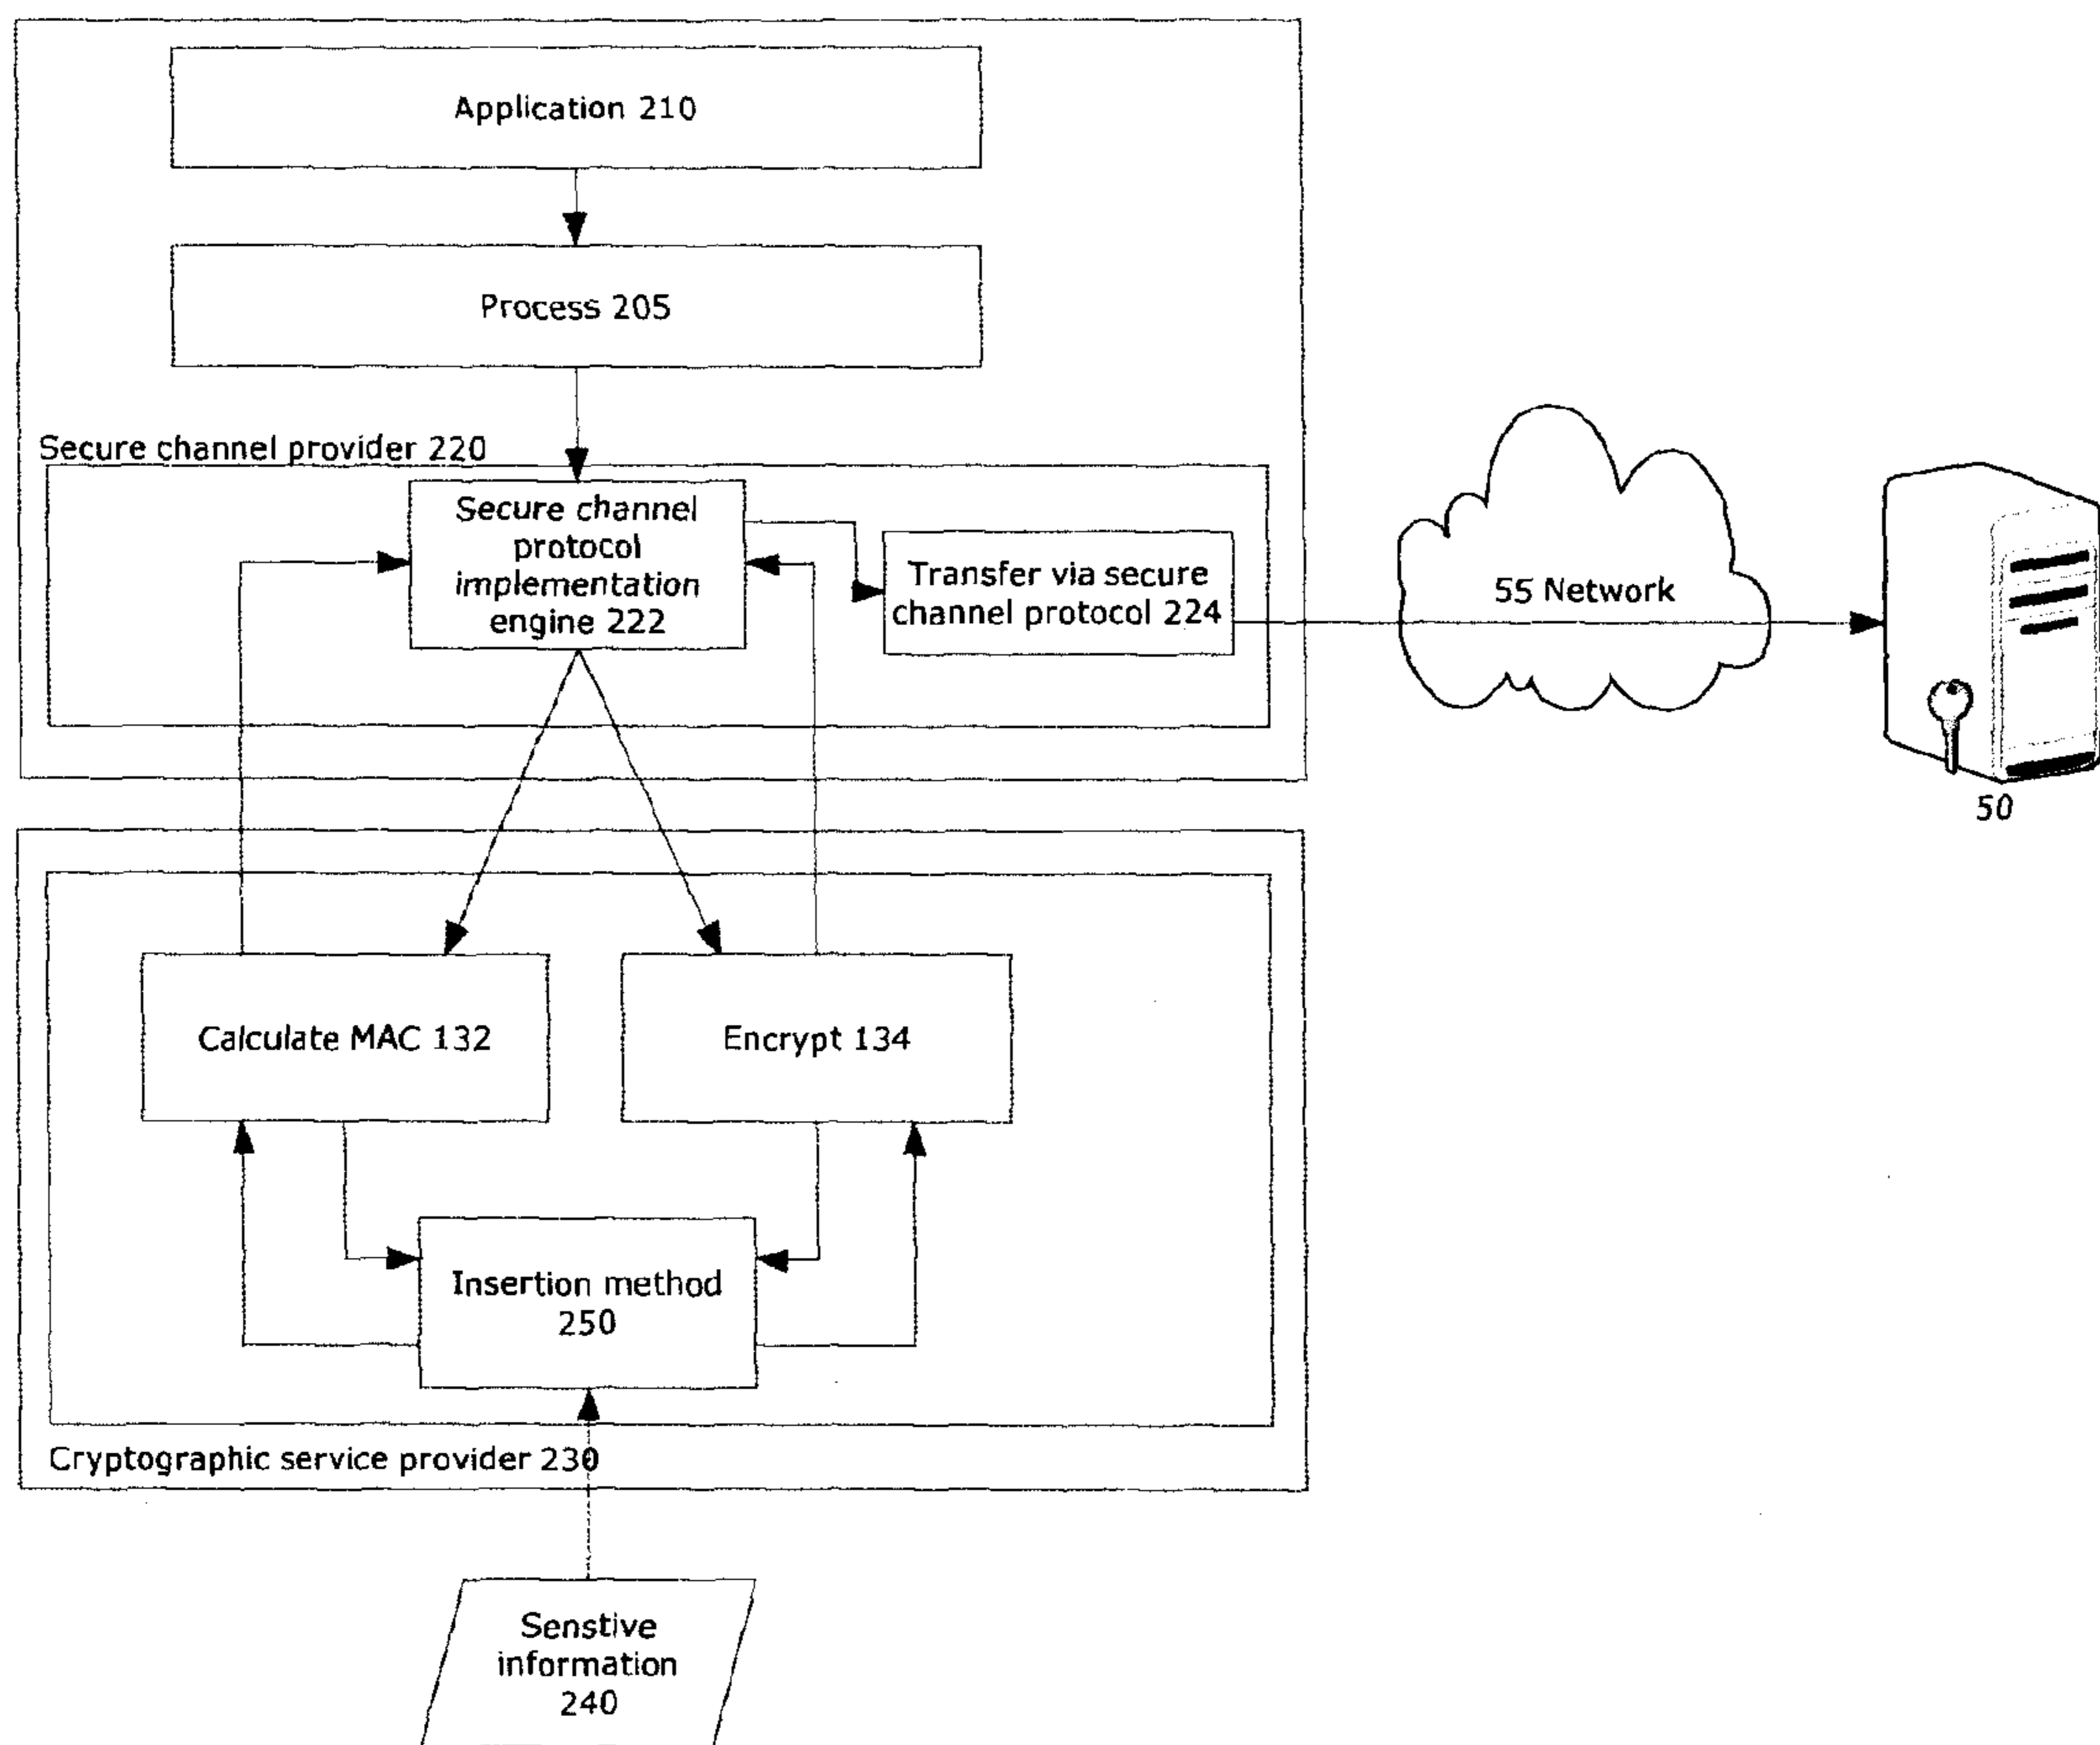 Application 210
Process 205
Secure channel provider 220
Secure channel
protocol
implementation
engine 222
Transfer via secure
channel protocol 224
55 Network
50
Calculate MAC 132
Encrypt 134
Insertion method
250
Cryptographic service provider 230
Senstive
information
240